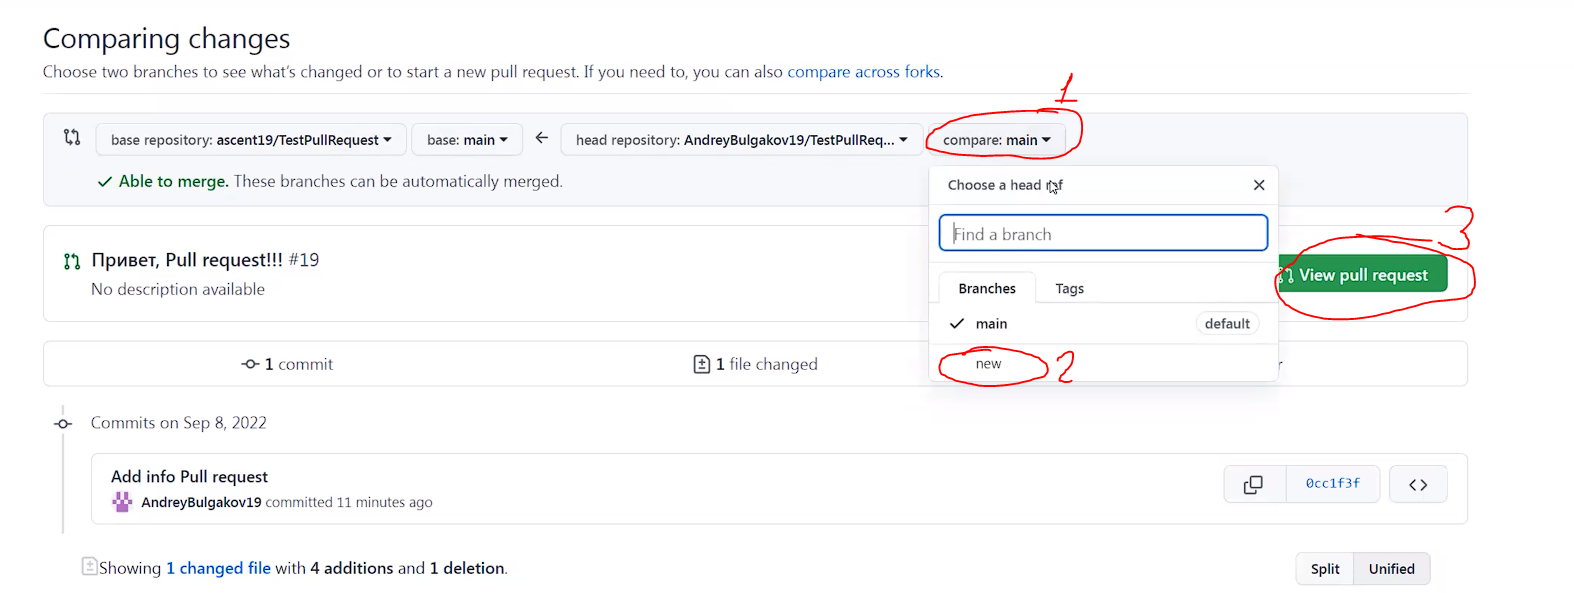 Comparing changes
Choose two branches to see what's changed or to start a new pull request. If you need to, you can also compare across forks.
1
base repository: ascent19/TestPullRequest base: main head repository: AndreyBulgakov19/TestPullReq... compare: main
Able to merge. These branches can be automatically merged.
Choose a head ref
Find a branch
3
Привет, Pull request!!! #19
No description available
View pull request
Branches Tags
main default
new 2
1 commit 1 file changed
Commits on Sep 8, 2022
Add info Pull request
AndreyBulgakov19 committed 11 minutes ago
0cc1f3f
Showing 1 changed file with 4 additions and 1 deletion.
Split Unified